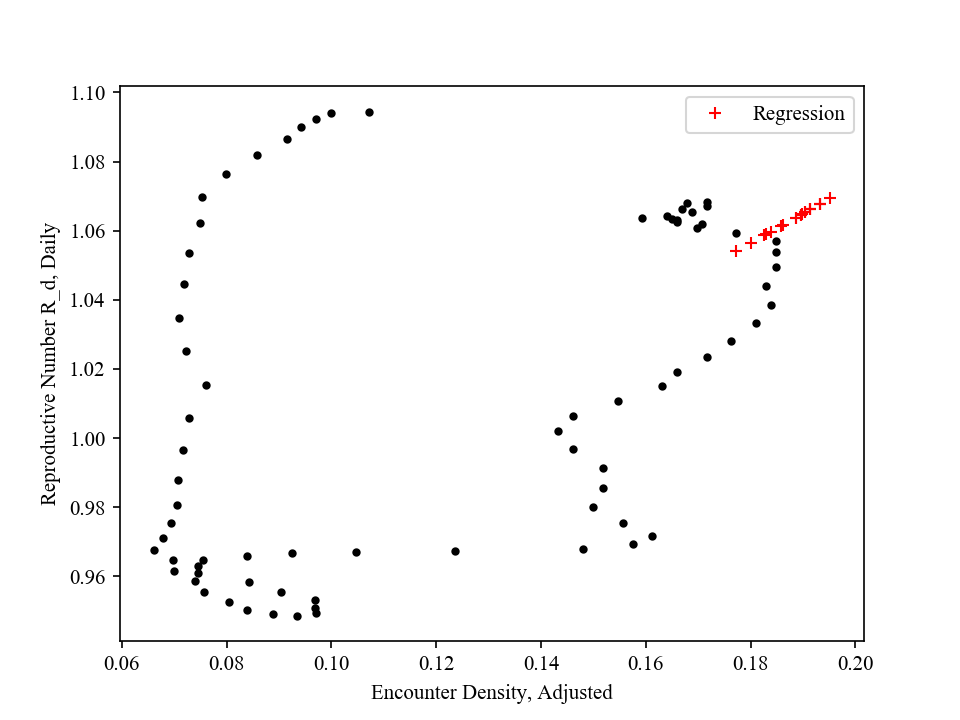 Regression
Reproductive Number R_d, Daily
1.10
1.08
1.06
1.04
1.02
1.00
0.98
0.96
0.06 0.08 0.10 0.12 0.14 0.16 0.18 0.20
Encounter Density, Adjusted